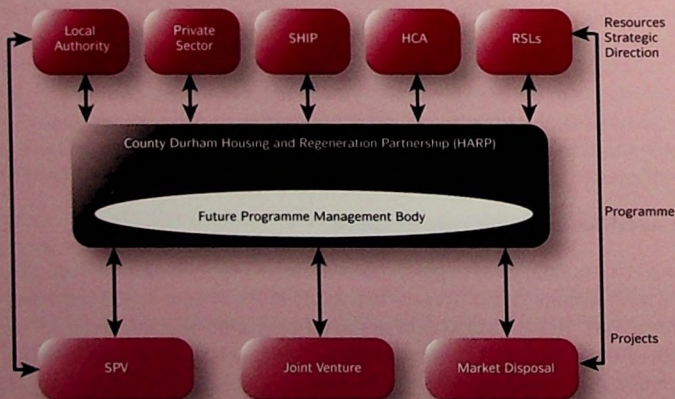 Local
Authority
Private
Sector
SHIP
HCA
RSLs
Resources
Strategic
Direction
County Durham Housing and Regeneration Partnership (HARP)
Future Programme Management Body
Programme
Projects
SPV
Joint Venture
Market Disposal